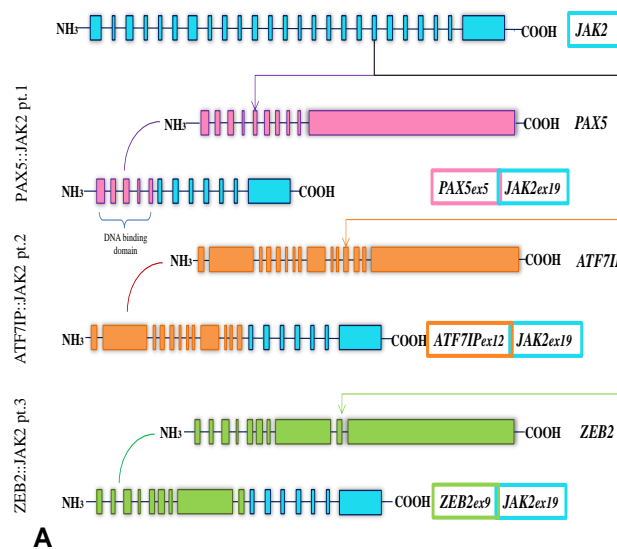 NH3 COOH JAK2
PAX5::JAK2 pt.1
NH3 COOH PAX5
NH3 COOH PAX5ex5 JAK2ex19
DNA binding
domain
ATF7IP::JAK2 pt.2
NH3 COOH ATF7I
NH3 COOH ATF7IPex12 JAK2ex19
ZEB2::JAK2 pt.3
NH3 COOH ZEB2
NH3 COOH ZEB2ex9 JAK2ex19
A